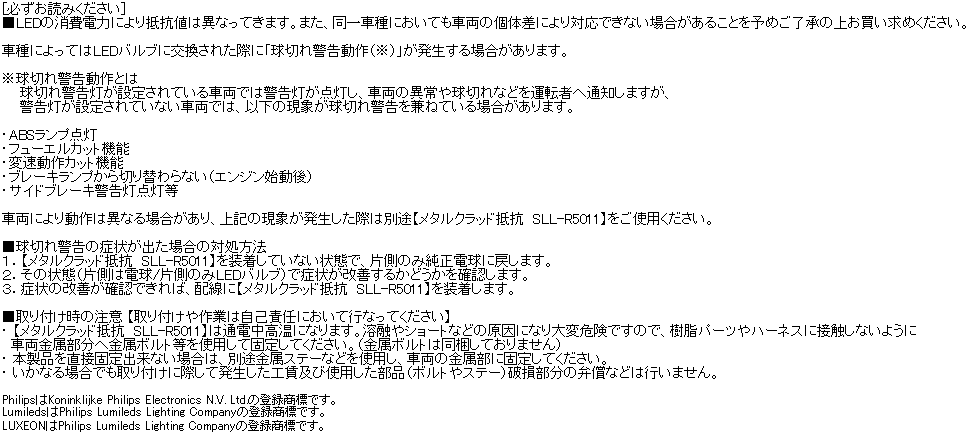 [必ずお読みください]
■LEDの消費電力により抵抗値は異なってきます。また、同一車種においても車両の個体差により対応できない場合があることを予めご了承の上お買い求めください。
車種によってはLEDバルブに交換された際に「球切れ警告動作(※)」が発生する場合があります。
※球切れ警告動作とは
球切れ警告灯が設定されている車両では警告灯が点灯し、車両の異常や球切れなどを運転者へ通知しますが、
警告灯が設定されていない車両では、以下の現象が球切れ警告を兼ねている場合があります。
・ABSランプ点灯
・フューエルカット機能
・変速動作カット機能
・ブレーキランプから切り替わらない(エンジン始動後)
・サイドブレーキ警告灯点灯等
車両により動作は異なる場合があり、上記の現象が発生した際は別途【メタルクラッド抵抗 SLL-R5011】をご使用ください。
■球切れ警告の症状が出た場合の対処方法
1.【メタルクラッド抵抗 SLL-R5011】を装着していない状態で、片側のみ純正電球に戻します。
2.その状態(片側は電球/片側のみLEDバルブ)で症状が改善するかどうかを確認します。
3.症状の改善が確認できれば、配線に【メタルクラッド抵抗 SLL-R5011】を装着します。
■取り付け時の注意【取り付けや作業は自己責任において行なってください】
・【メタルクラッド抵抗 SLL-R5011】は通電中高温になります。溶融やショートなどの原因になり大変危険ですので、樹脂パーツやハーネスに接触しないように
車両金属部分へ金属ボルト等を使用して固定してください。(金属ボルトは同梱しておりません)
・本製品を直接固定出来ない場合は、別途金属ステーなどを使用し、車両の金属部に固定してください。
・いかなる場合でも取り付けに際して発生した工賃及び使用した部品(ボルトやステー)破損部分の弁償などは行いません。
PhilipsはKoninklijke Philips Electronics N.V. Ltd.の登録商標です。
LumiledsはPhilips Lumileds Lighting Companyの登録商標です。
LUXEONはPhilips Lumileds Lighting Companyの登録商標です。